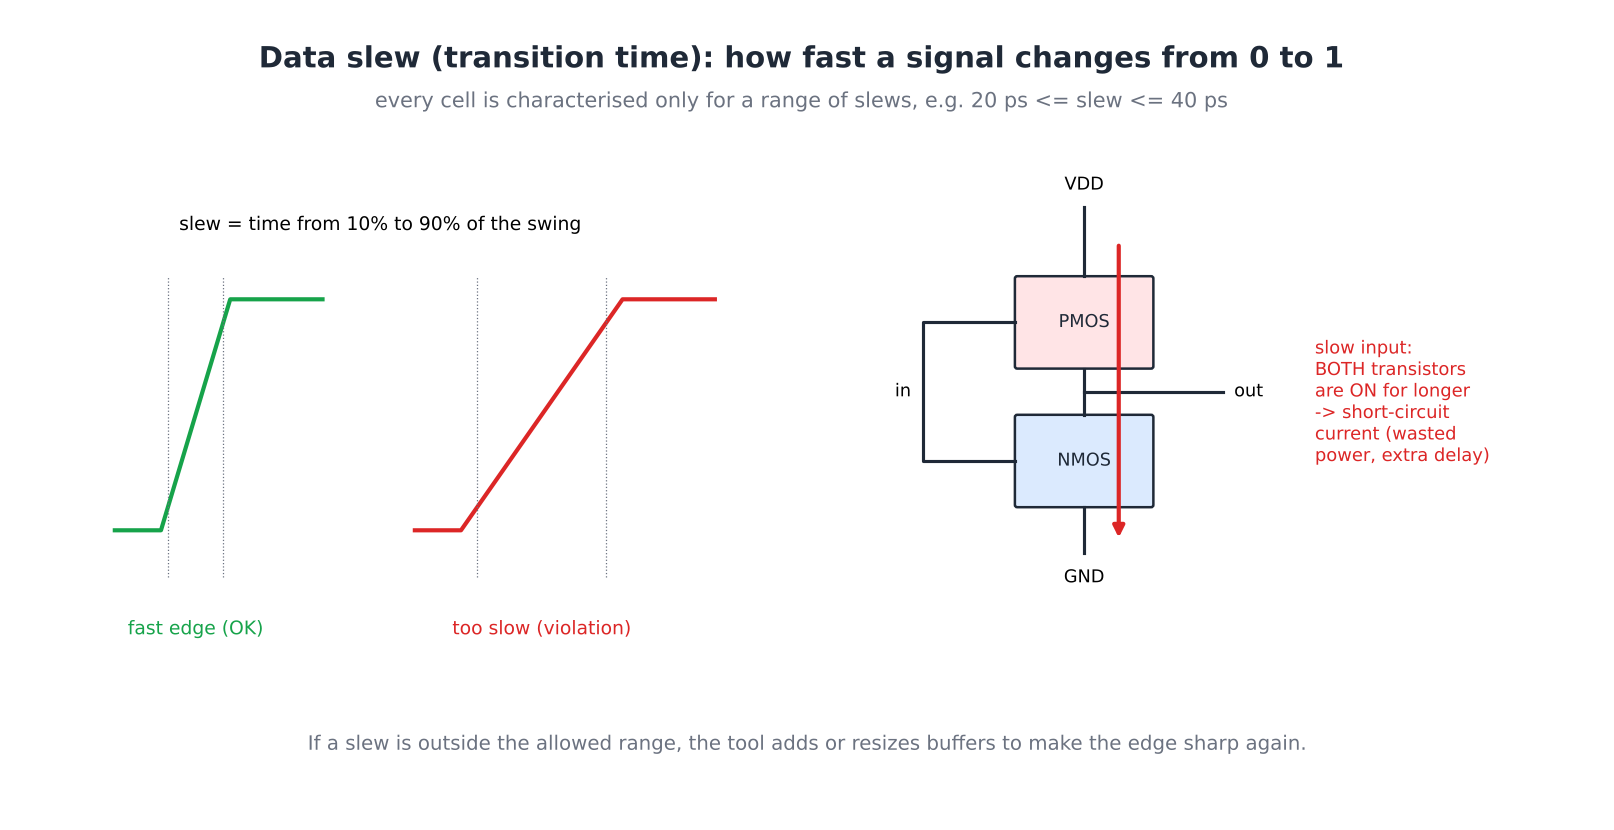 Data slew (transition time): how fast a signal changes from 0 to 1
every cell is characterised only for a range of slews, e.g. 20 ps <= slew <= 40 ps
slew = time from 10% to 90% of the swing
fast edge (OK)
too slow (violation)
VDD
PMOS
in
out
NMOS
GND
slow input:
BOTH transistors
are ON for longer
-> short-circuit
current (wasted
power, extra delay)
If a slew is outside the allowed range, the tool adds or resizes buffers to make the edge sharp again.